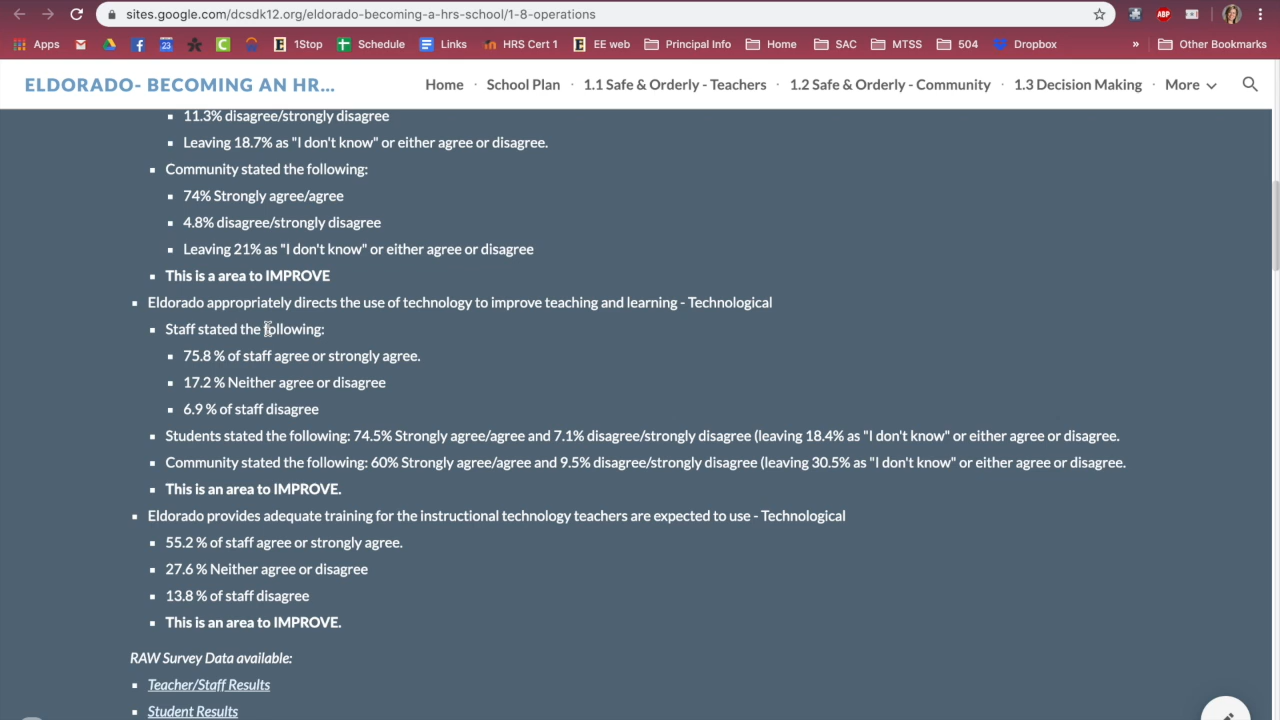 sites.google.com/dcsdk12.org/eldorado-becoming-a-hrs-school/1-8-operations
ABP
Apps
23
C
E 1Stop
Schedule
Links
HRS Cert 1
E EE web
Principal Info
Home
SAC
MTSS
504
Dropbox
»
Other Bookmarks
ELDORADO- BECOMING AN HR...
Home · School Plan · 1.1 Safe & Orderly - Teachers · 1.2 Safe & Orderly - Community · 1.3 Decision Making · More
11.3% disagree/strongly disagree
Leaving 18.7% as "I don't know" or either agree or disagree.
Community stated the following:
74% Strongly agree/agree
4.8% disagree/strongly disagree
Leaving 21% as "I don't know" or either agree or disagree
This is a area to IMPROVE
Eldorado appropriately directs the use of technology to improve teaching and learning - Technological
Staff stated the following:
75.8 % of staff agree or strongly agree.
17.2 % Neither agree or disagree
6.9 % of staff disagree
Students stated the following: 74.5% Strongly agree/agree and 7.1% disagree/strongly disagree (leaving 18.4% as "I don't know" or either agree or disagree.
Community stated the following: 60% Strongly agree/agree and 9.5% disagree/strongly disagree (leaving 30.5% as "I don't know" or either agree or disagree.
This is an area to IMPROVE.
Eldorado provides adequate training for the instructional technology teachers are expected to use - Technological
55.2 % of staff agree or strongly agree.
27.6 % Neither agree or disagree
13.8 % of staff disagree
This is an area to IMPROVE.
RAW Survey Data available:
Teacher/Staff Results
Student Results